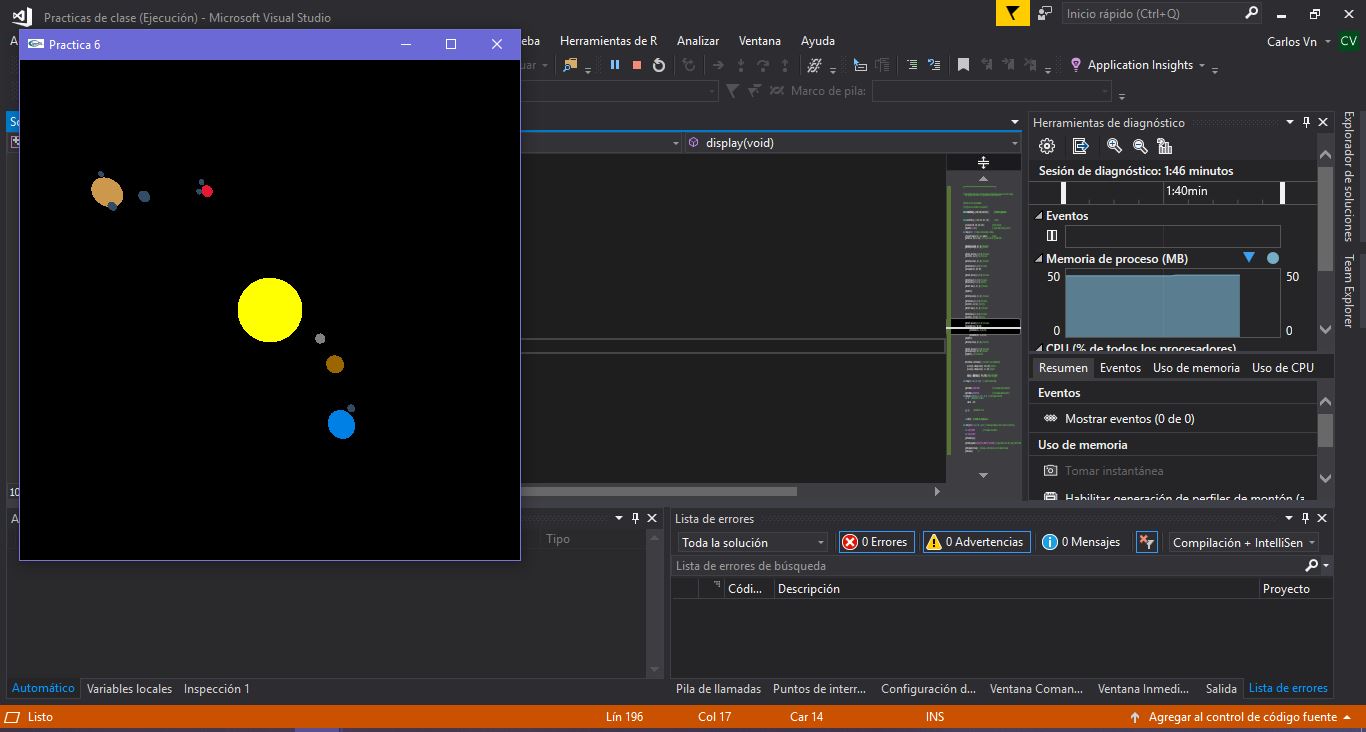 Practicas de clase (Ejecución) - Microsoft Visual Studio
Inicio rápido (Ctrl+Q)
Practica 6
Herramientas de R
Analizar
Ventana
Ayuda
Carlos Vn
CV
Application Insights
Marco de pila:
display(void)
Herramientas de diagnóstico
Sesión de diagnóstico: 1:46 minutos
1:40min
Eventos
Memoria de proceso (MB)
50
50
0
0
CPU (% de todos los procesadores)
Resumen
Eventos
Uso de memoria
Uso de CPU
Eventos
Mostrar eventos (0 de 0)
Uso de memoria
Tomar instantánea
Habilitar generación de perfiles de montón (a
Explorador de soluciones
Team Explorer
Tipo
Automático
Variables locales
Inspección 1
Lista de errores
Toda la solución
0 Errores
0 Advertencias
0 Mensajes
Compilación + IntelliSen
Lista de errores de búsqueda
Códi...
Descripción
Proyecto
Pila de llamadas
Puntos de interr...
Configuración d...
Ventana Coman...
Ventana Inmedi...
Salida
Lista de errores
Listo
Lín 196
Col 17
Car 14
INS
Agregar al control de código fuente